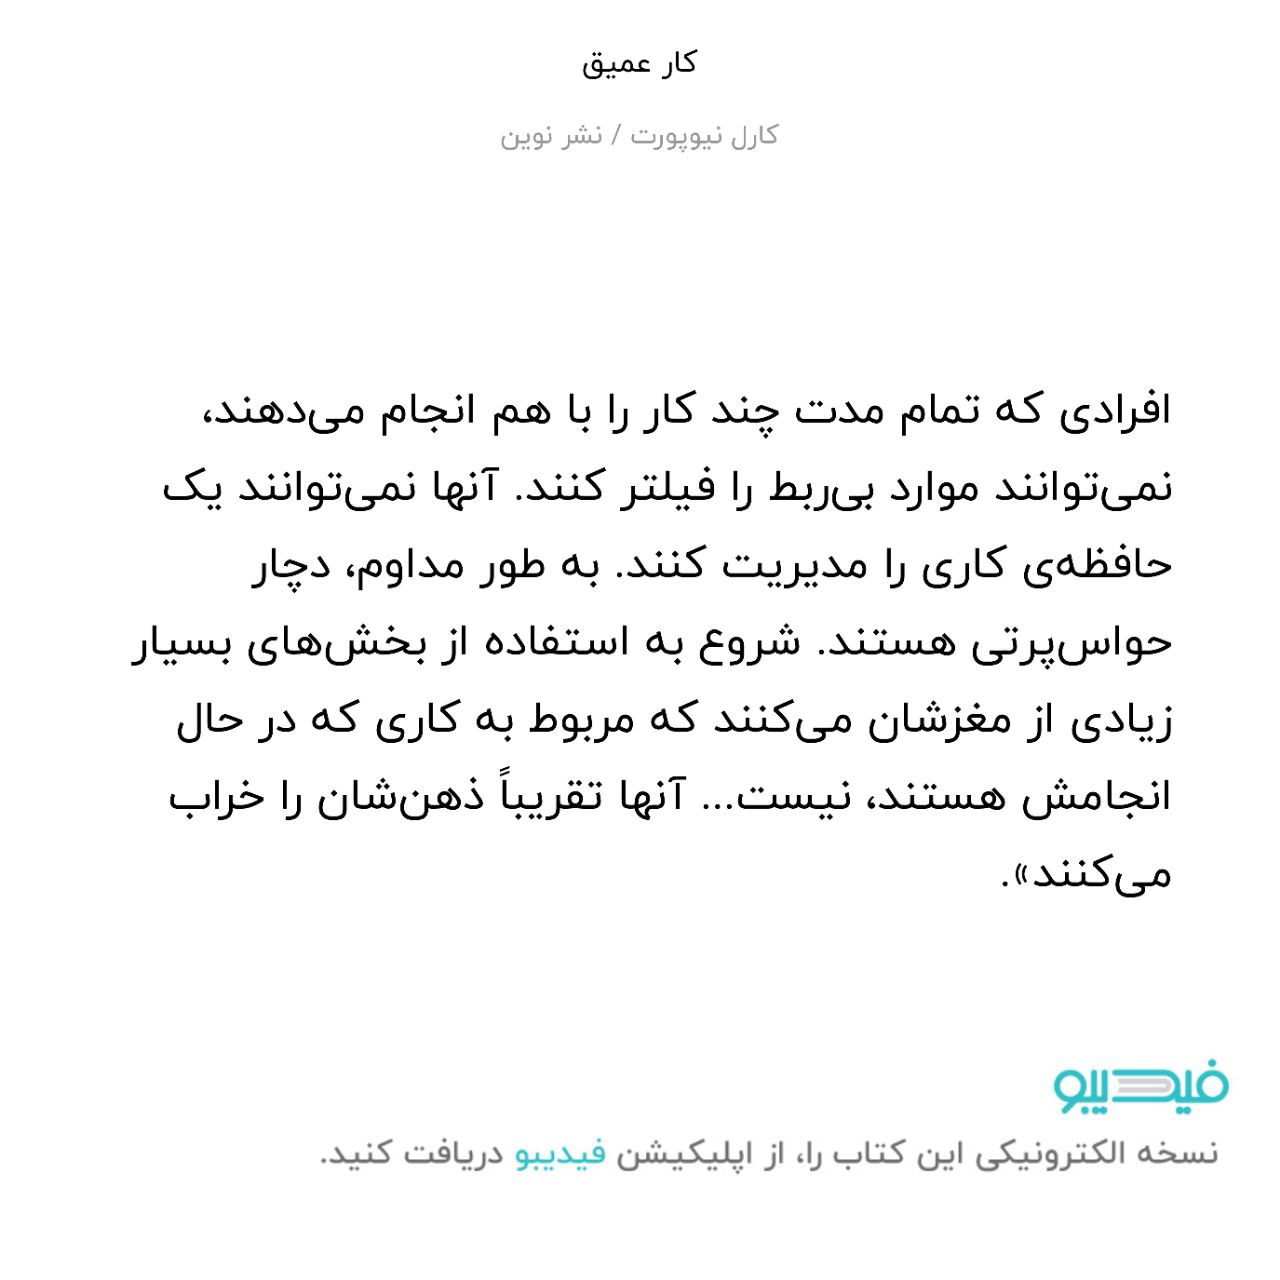 کار عمیق
کارل نیوپورت / نشر نوین
افرادی که تمام مدت چند کار را با هم انجام می‌دهند،
نمی‌توانند موارد بی‌ربط را فیلتر کنند. آنها نمی‌توانند یک
حافظه‌ی کاری را مدیریت کنند. به طور مداوم، دچار
حواس‌پرتی هستند. شروع به استفاده از بخش‌های بسیار
زیادی از مغزشان می‌کنند که مربوط به کاری که در حال
انجامش هستند، نیست... آنها تقریباً ذهن‌شان را خراب
می‌کنند».
فیدیبو
نسخه الکترونیکی این کتاب را، از اپلیکیشن فیدیبو دریافت کنید.